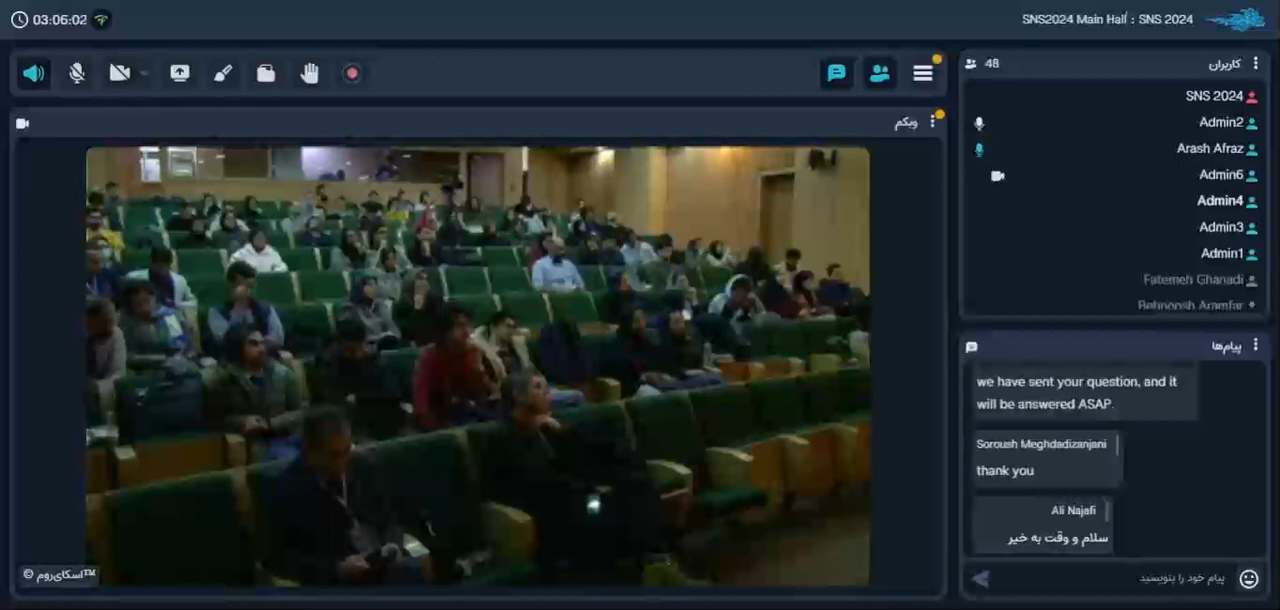 03:06:02
SNS2024 Main Hall : SNS 2024
وبکم
کاربران
48
SNS 2024
Admin2
Arash Afraz
Admin6
Admin4
Admin3
Admin1
Fatemeh Ghanadi
Behnoosh Aramfar
پیام‌ها
we have sent your question, and it
will be answered ASAP.
Soroush Meghdadizanjani
thank you
Ali Najafi
سلام و وقت به خیر
پیام خود را بنویسید
اسکای‌روم™ ©